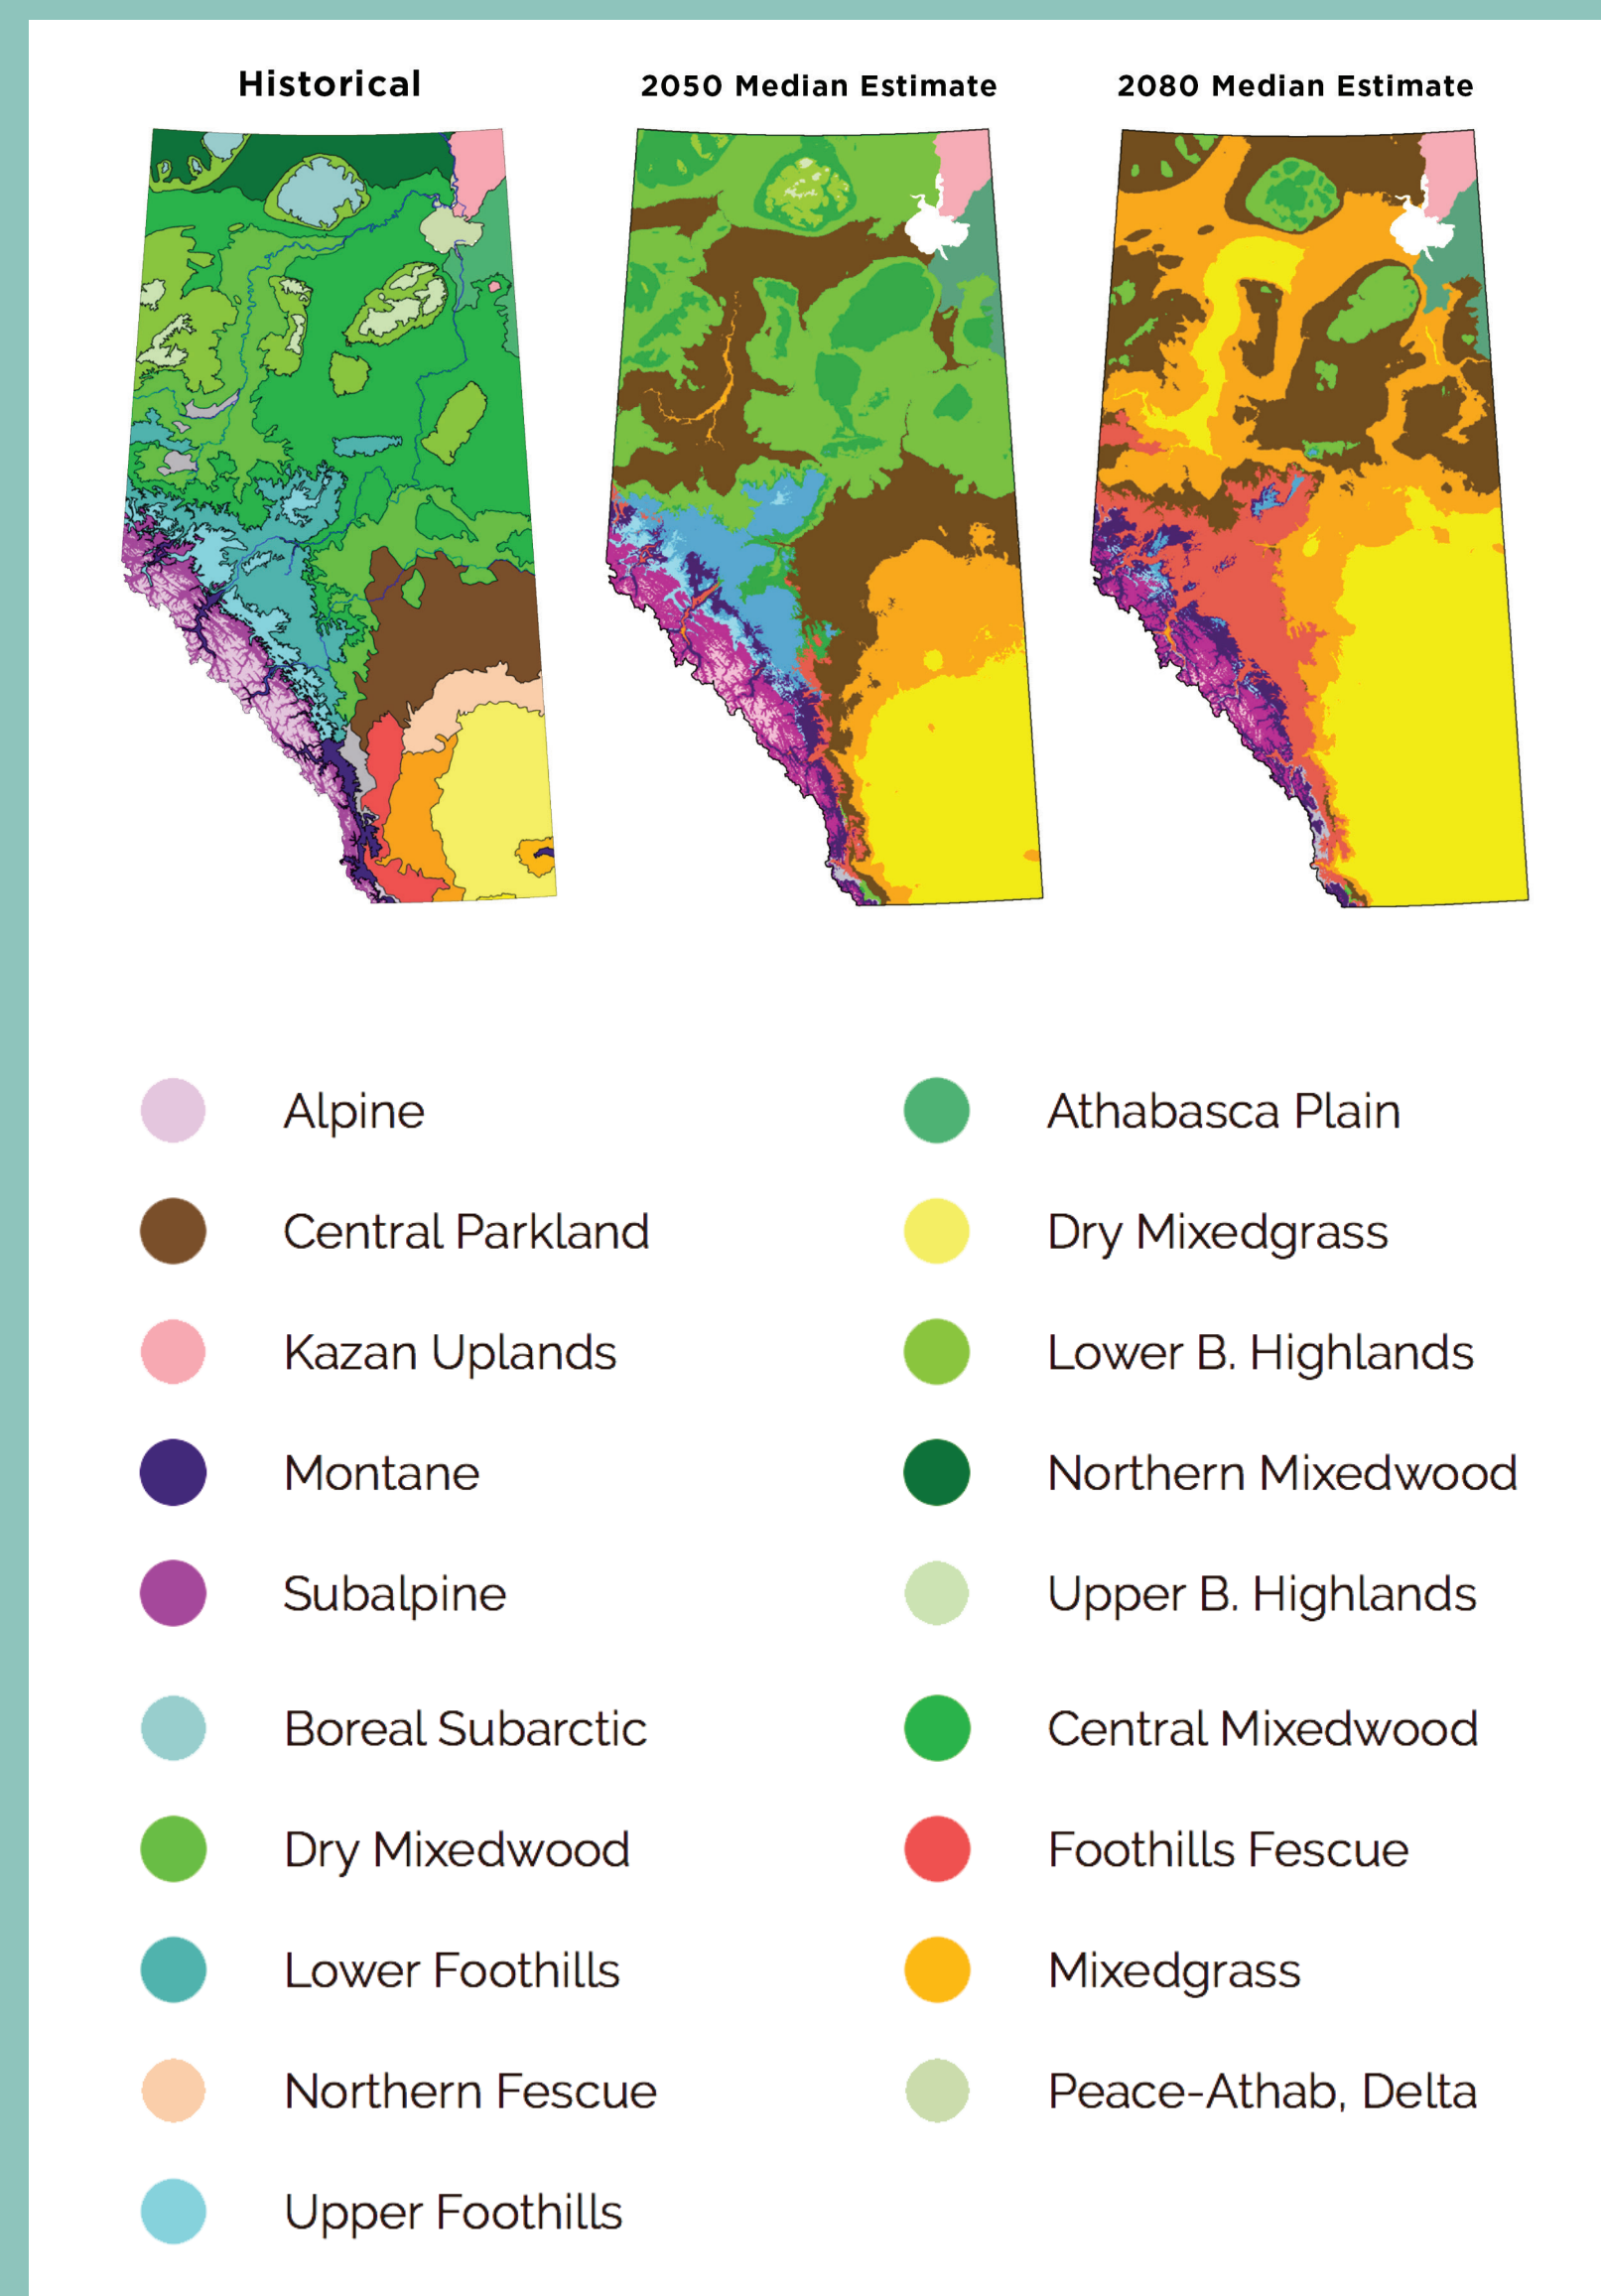 Historical
2050 Median Estimate
2080 Median Estimate
Alpine
Athabasca Plain
Central Parkland
Dry Mixedgrass
Kazan Uplands
Lower B. Highlands
Montane
Northern Mixedwood
Subalpine
Upper B. Highlands
Boreal Subarctic
Central Mixedwood
Dry Mixedwood
Foothills Fescue
Lower Foothills
Mixedgrass
Northern Fescue
Peace-Athab, Delta
Upper Foothills